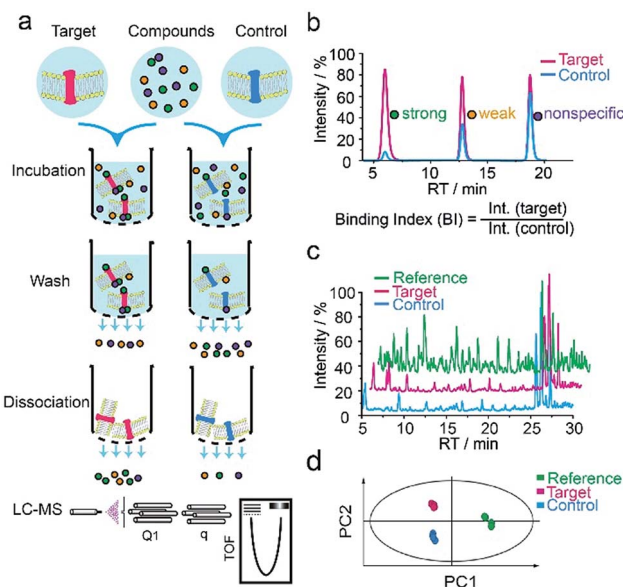 a
Target Compounds Control
Incubation
Wash
Dissociation
LC-MS
Q1 q TOF
b
Intensity / %
100
80
60
40
20
0
Target
Control
strong weak nonspecific
5 10 15 20
RT / min
Binding Index (BI) = Int. (target)
Int. (control)
c
Reference
Target
Control
Intensity / %
100
80
60
40
20
0
5 10 15 20 25 30
RT / min
d
Reference
Target
Control
PC2
PC1